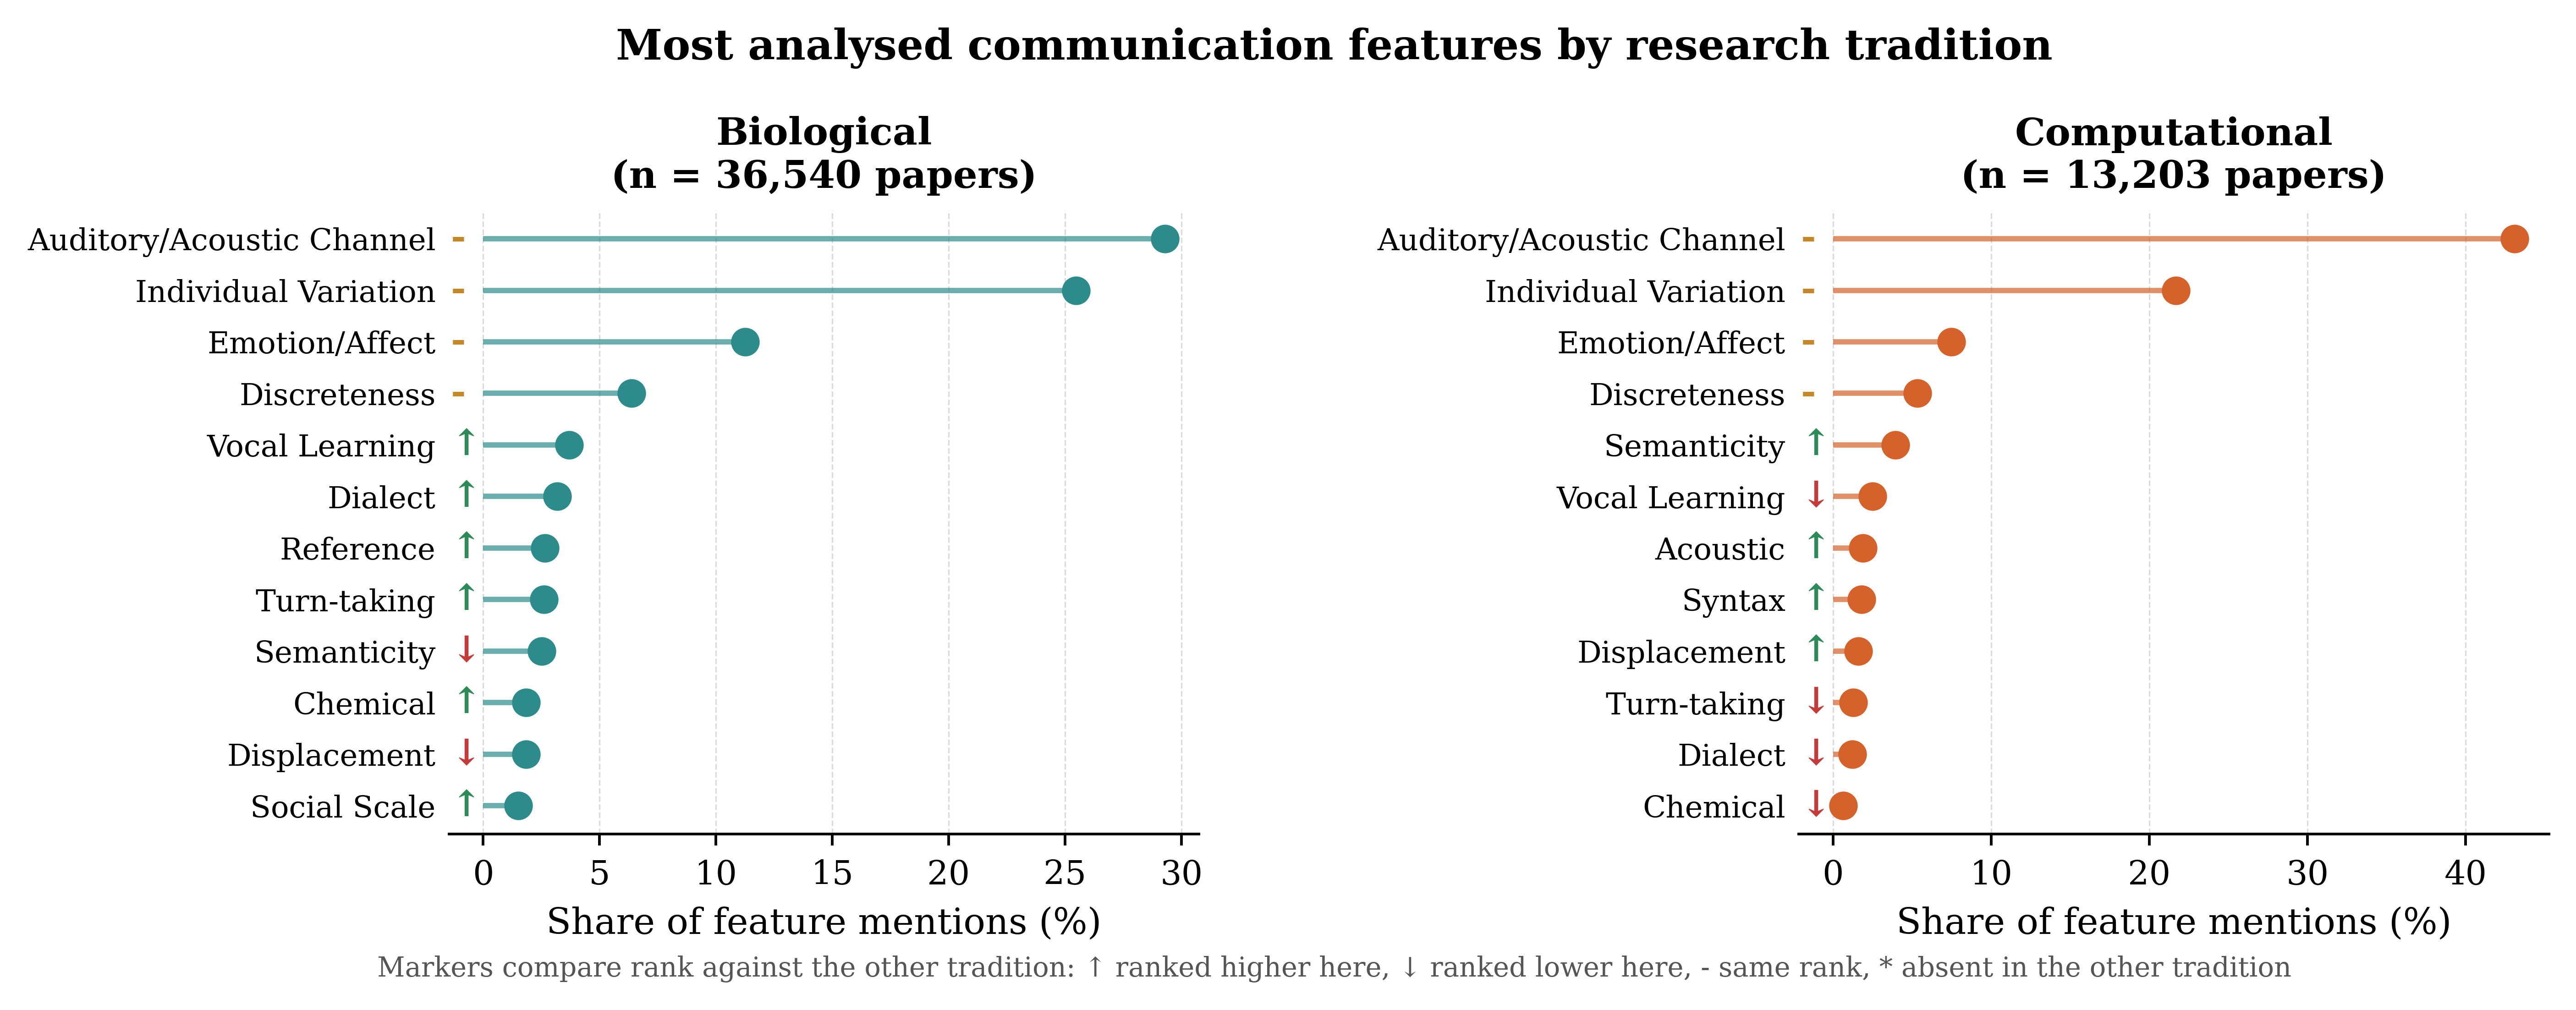 Most analysed communication features by research tradition
Biological
(n = 36,540 papers)
Auditory/Acoustic Channel -
Individual Variation -
Emotion/Affect -
Discreteness -
Vocal Learning ↑
Dialect ↑
Reference ↑
Turn-taking ↑
Semanticity ↓
Chemical ↑
Displacement ↓
Social Scale ↑
0 5 10 15 20 25 30
Share of feature mentions (%)
Computational
(n = 13,203 papers)
Auditory/Acoustic Channel -
Individual Variation -
Emotion/Affect -
Discreteness -
Semanticity ↑
Vocal Learning ↓
Acoustic ↑
Syntax ↑
Displacement ↑
Turn-taking ↓
Dialect ↓
Chemical ↓
0 10 20 30 40
Share of feature mentions (%)
Markers compare rank against the other tradition: ↑ ranked higher here, ↓ ranked lower here, - same rank, * absent in the other tradition